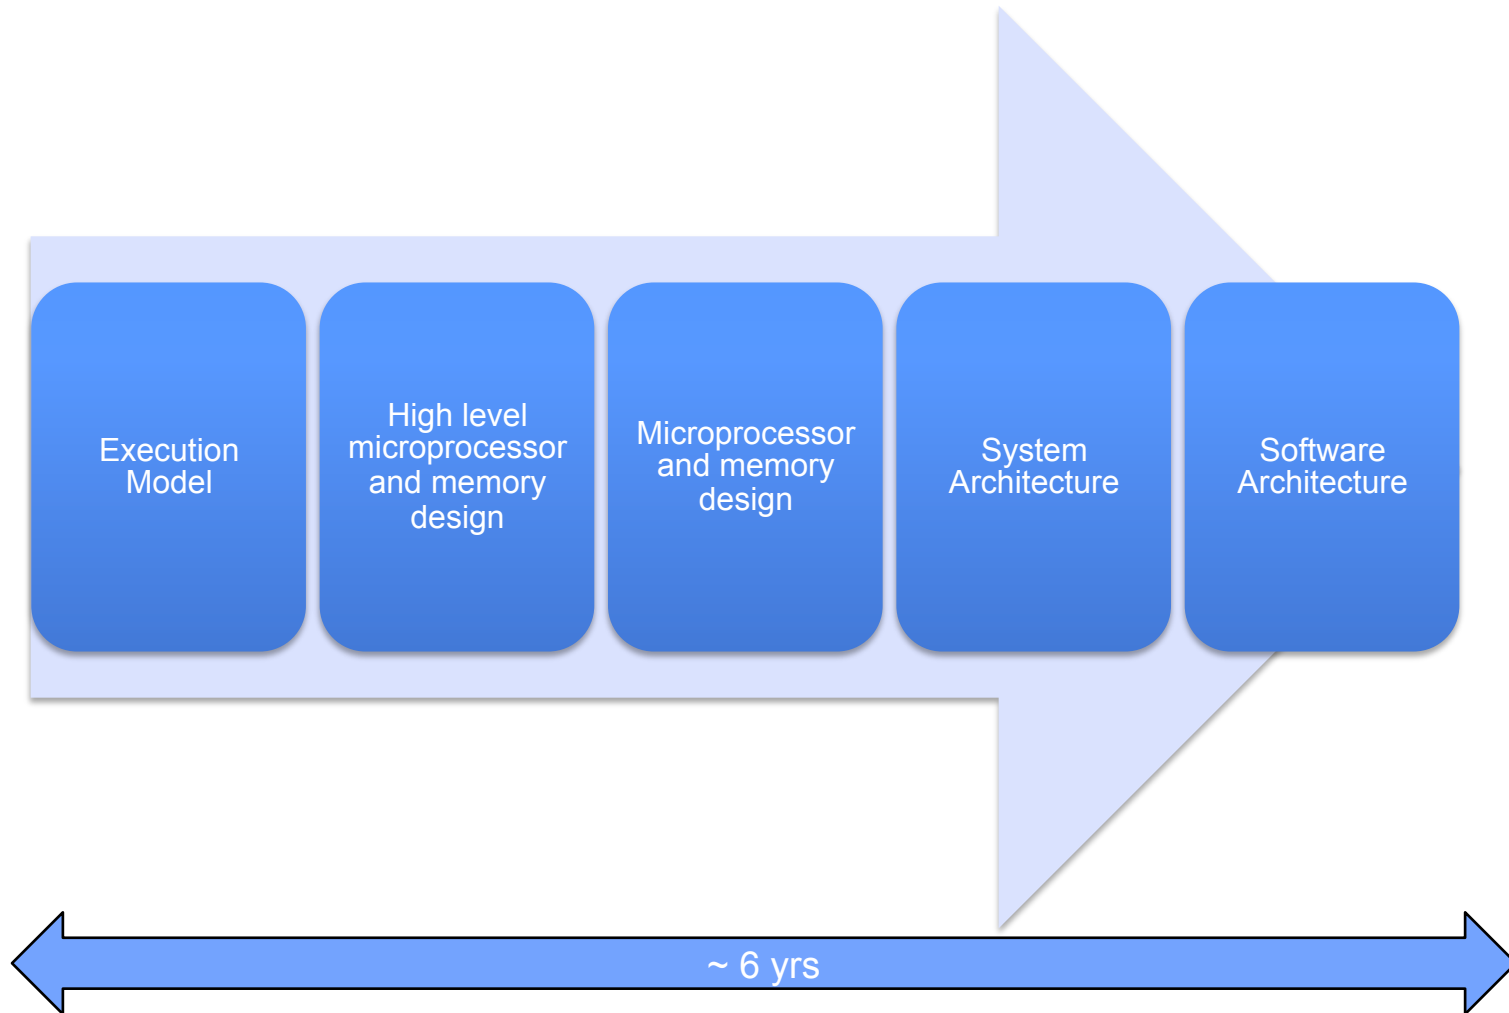 Execution
Model
High level
microprocessor
and memory
design
Microprocessor
and memory
design
System
Architecture
Software
Architecture
~ 6 yrs